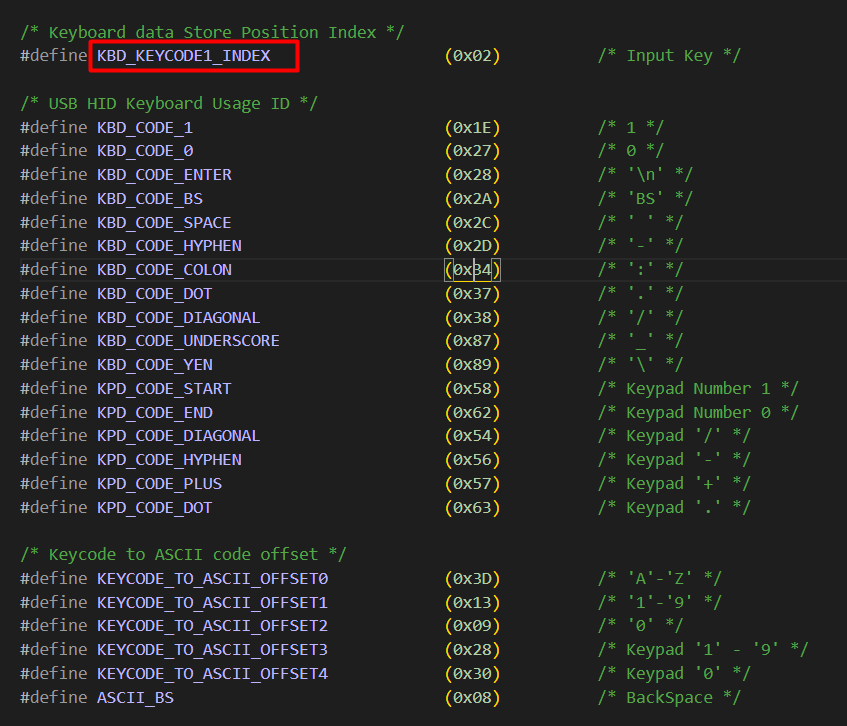 /* Keyboard data Store Position Index */
#define KBD_KEYCODE1_INDEX (0x02) /* Input Key */
/* USB HID Keyboard Usage ID */
#define KBD_CODE_1 (0x1E) /* 1 */
#define KBD_CODE_0 (0x27) /* 0 */
#define KBD_CODE_ENTER (0x28) /* '\n' */
#define KBD_CODE_BS (0x2A) /* 'BS' */
#define KBD_CODE_SPACE (0x2C) /* ' ' */
#define KBD_CODE_HYPHEN (0x2D) /* '-' */
#define KBD_CODE_COLON (0x34) /* ':' */
#define KBD_CODE_DOT (0x37) /* '.' */
#define KBD_CODE_DIAGONAL (0x38) /* '/' */
#define KBD_CODE_UNDERSCORE (0x87) /* '_' */
#define KBD_CODE_YEN (0x89) /* '\' */
#define KPD_CODE_START (0x58) /* Keypad Number 1 */
#define KPD_CODE_END (0x62) /* Keypad Number 0 */
#define KPD_CODE_DIAGONAL (0x54) /* Keypad '/' */
#define KPD_CODE_HYPHEN (0x56) /* Keypad '-' */
#define KPD_CODE_PLUS (0x57) /* Keypad '+' */
#define KPD_CODE_DOT (0x63) /* Keypad '.' */
/* Keycode to ASCII code offset */
#define KEYCODE_TO_ASCII_OFFSET0 (0x3D) /* 'A'-'Z' */
#define KEYCODE_TO_ASCII_OFFSET1 (0x13) /* '1'-'9' */
#define KEYCODE_TO_ASCII_OFFSET2 (0x09) /* '0' */
#define KEYCODE_TO_ASCII_OFFSET3 (0x28) /* Keypad '1' - '9' */
#define KEYCODE_TO_ASCII_OFFSET4 (0x30) /* Keypad '0' */
#define ASCII_BS (0x08) /* BackSpace */